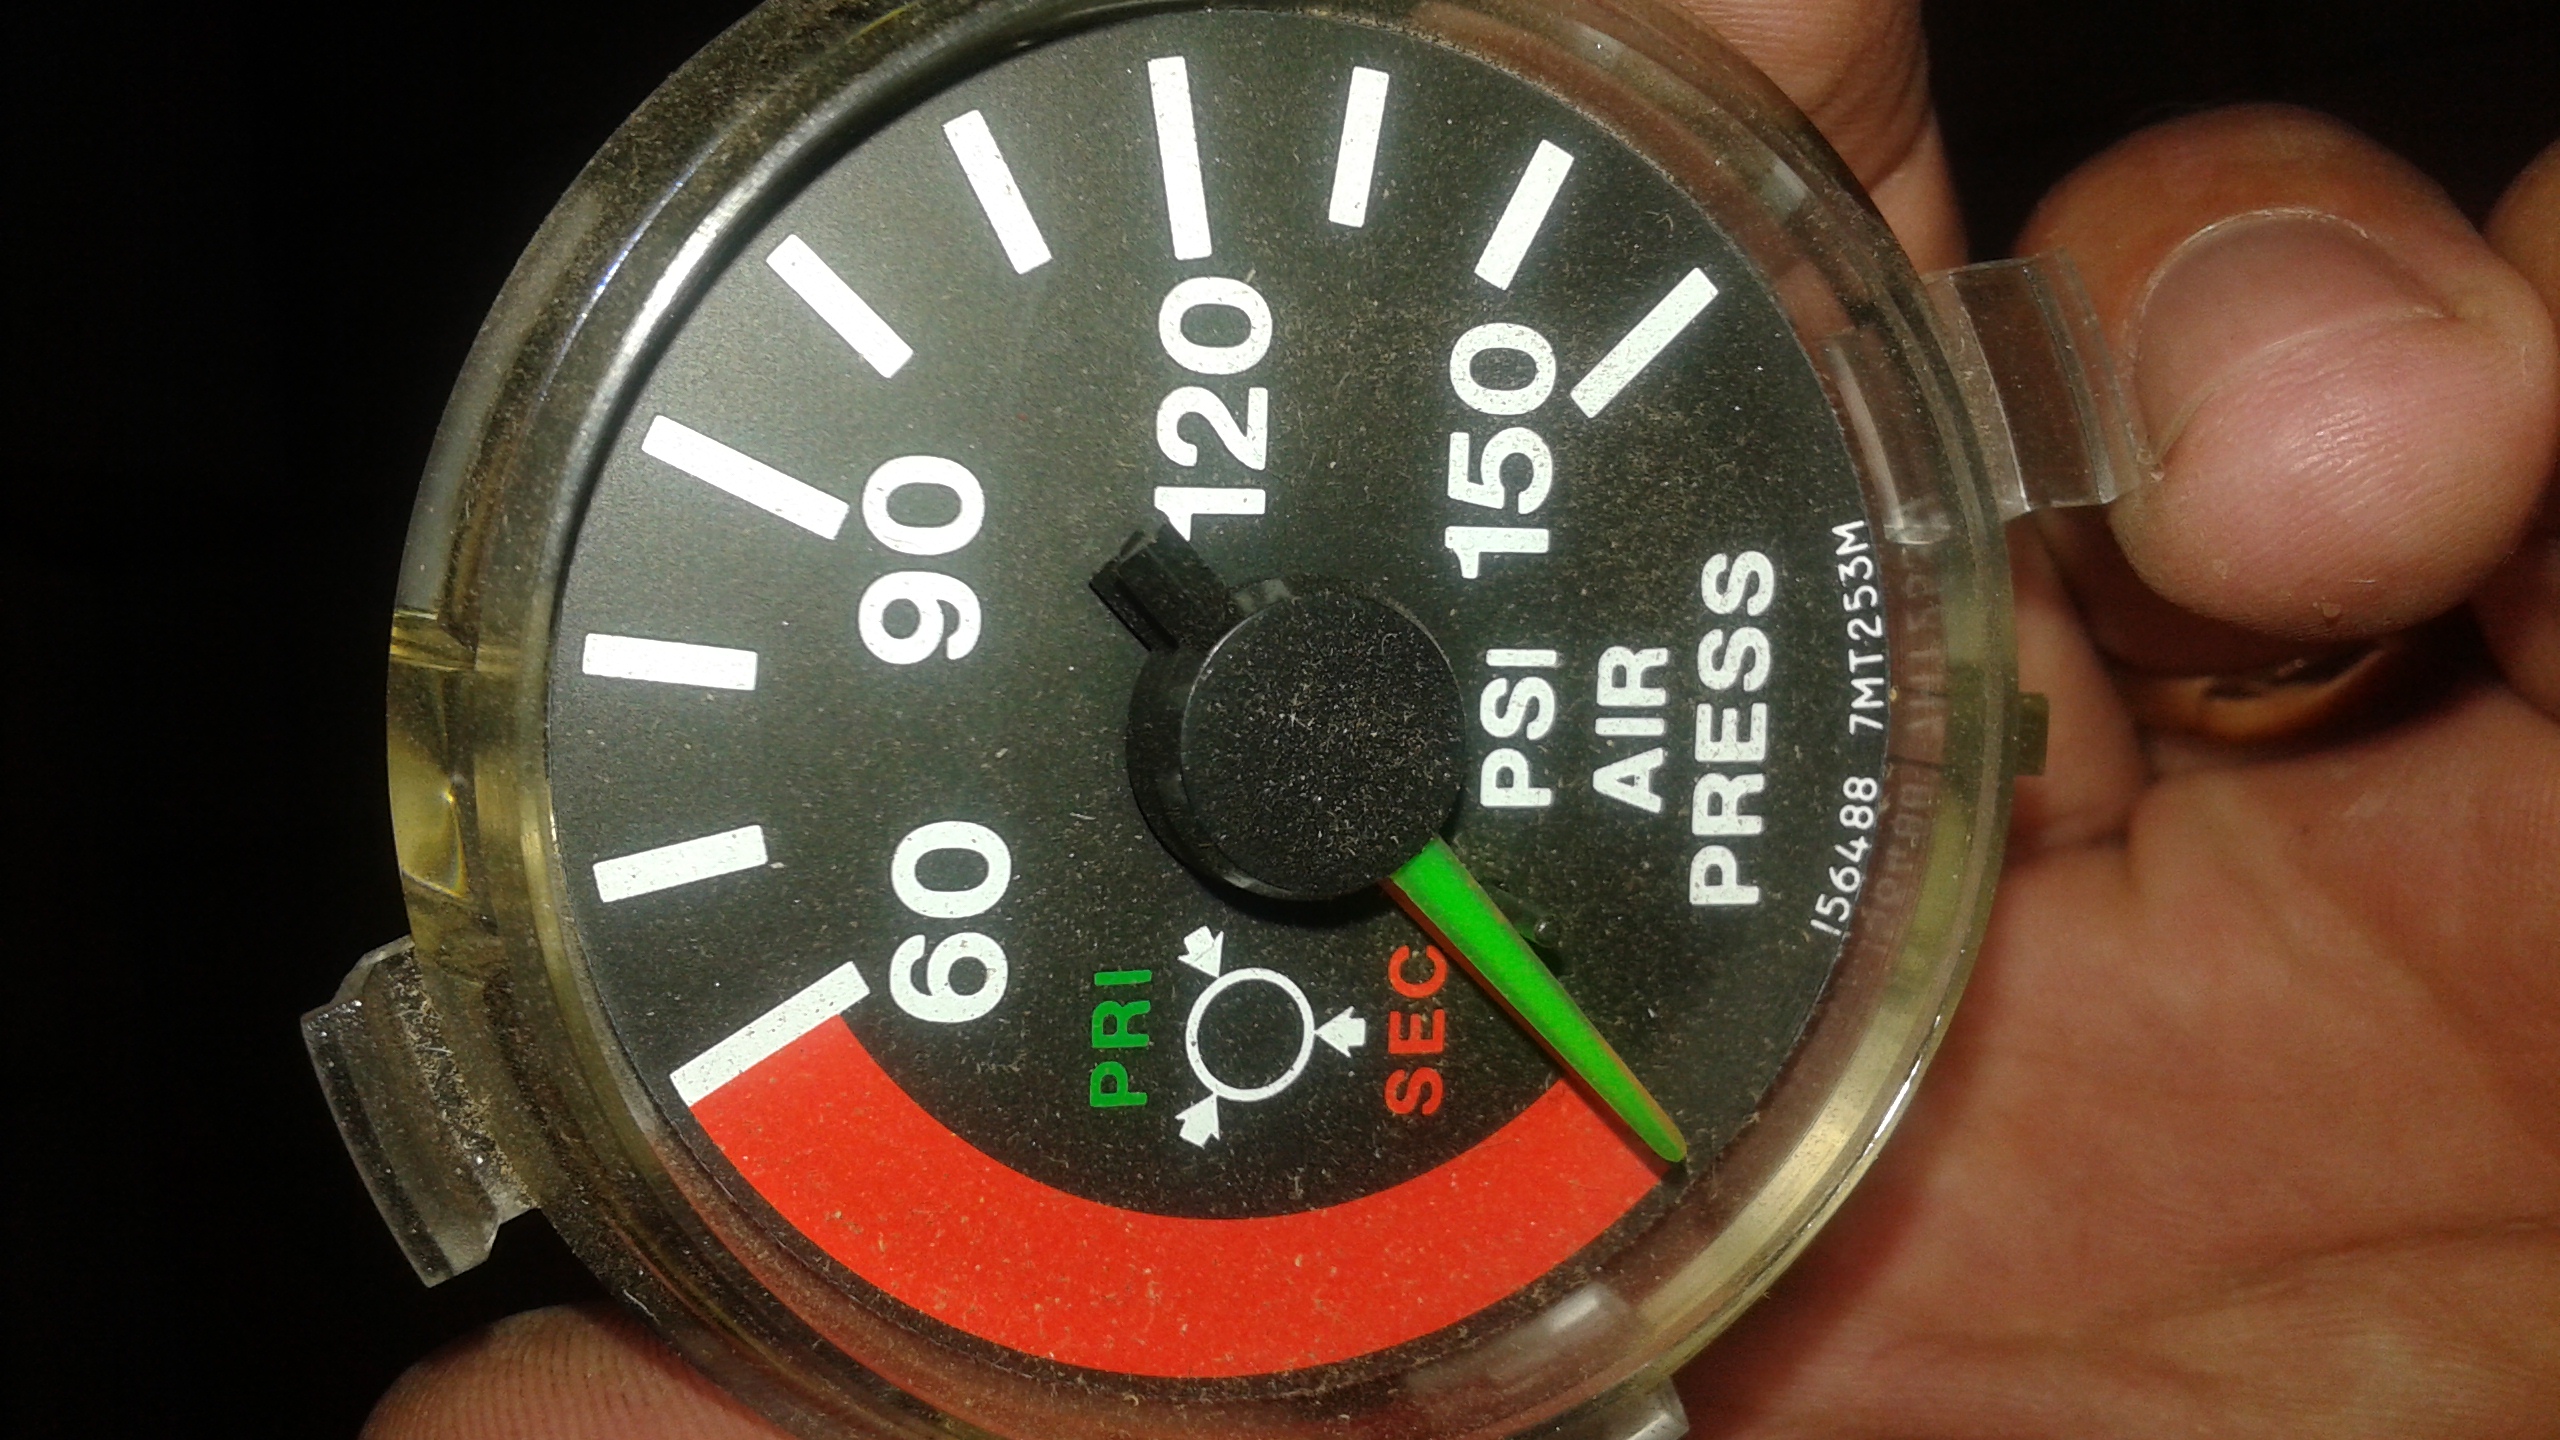 60
90
120
150
PRI
SEC
PSI
AIR
PRESS
156488 7MT253M